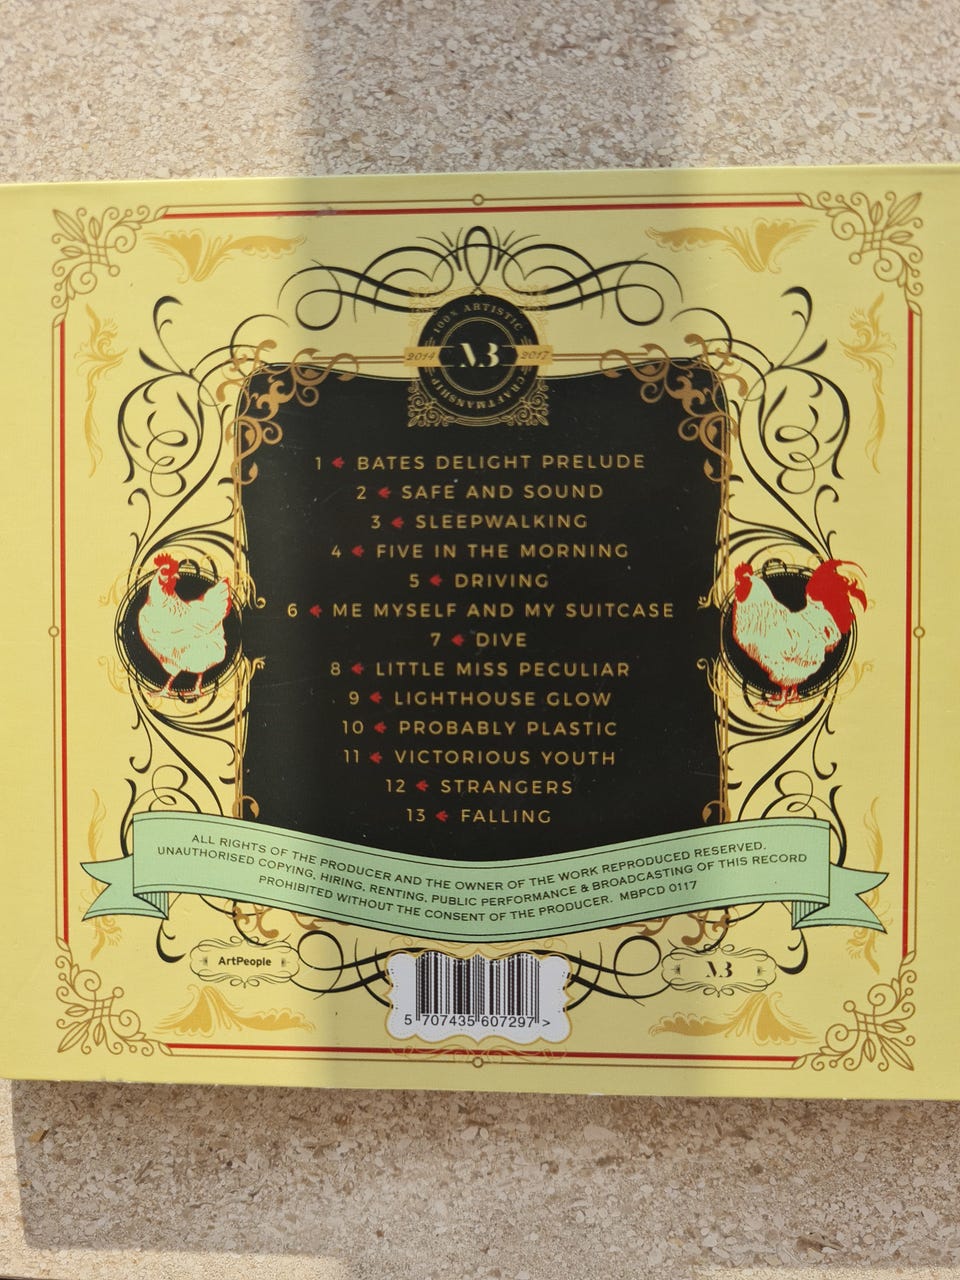 100% ARTISTIC
2014 MB 2017
CRAFTMANSHIP
1 BATES DELIGHT PRELUDE
2 SAFE AND SOUND
3 SLEEPWALKING
4 FIVE IN THE MORNING
5 DRIVING
6 ME MYSELF AND MY SUITCASE
7 DIVE
8 LITTLE MISS PECULIAR
9 LIGHTHOUSE GLOW
10 PROBABLY PLASTIC
11 VICTORIOUS YOUTH
12 STRANGERS
13 FALLING
ALL RIGHTS OF THE PRODUCER AND THE OWNER OF THE WORK REPRODUCED RESERVED.
UNAUTHORISED COPYING, HIRING, RENTING, PUBLIC PERFORMANCE & BROADCASTING OF THIS RECORD
PROHIBITED WITHOUT THE CONSENT OF THE PRODUCER. MBPCD 0117
ArtPeople
MB
5 707435 607297 >